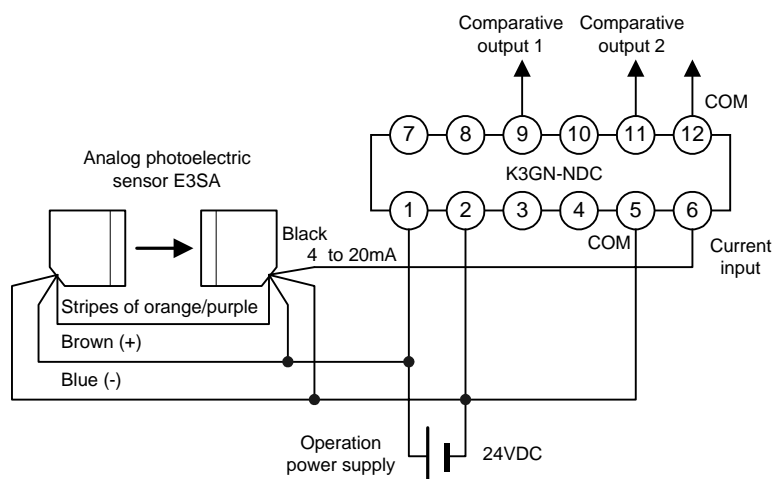 Comparative
output 1
Comparative
output 2
COM
7 8 9 10 11 12
K3GN-NDC
Analog photoelectric
sensor E3SA
1 2 3 4 5 6
Black
COM
Current
input
4 to 20mA
Stripes of orange/purple
Brown (+)
Blue (-)
Operation
power supply
24VDC